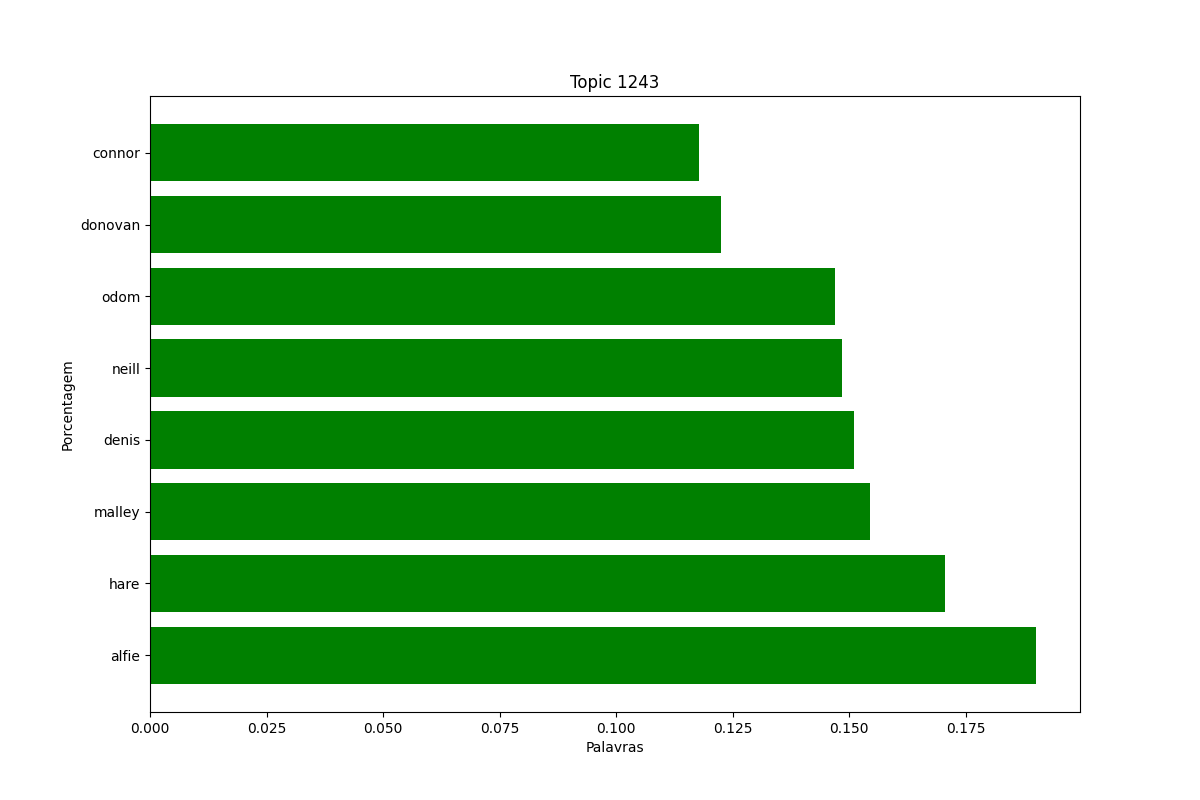 Topic 1243
connor
donovan
odom
neill
denis
malley
hare
alfie
Porcentagem
0.000 0.025 0.050 0.075 0.100 0.125 0.150 0.175
Palavras